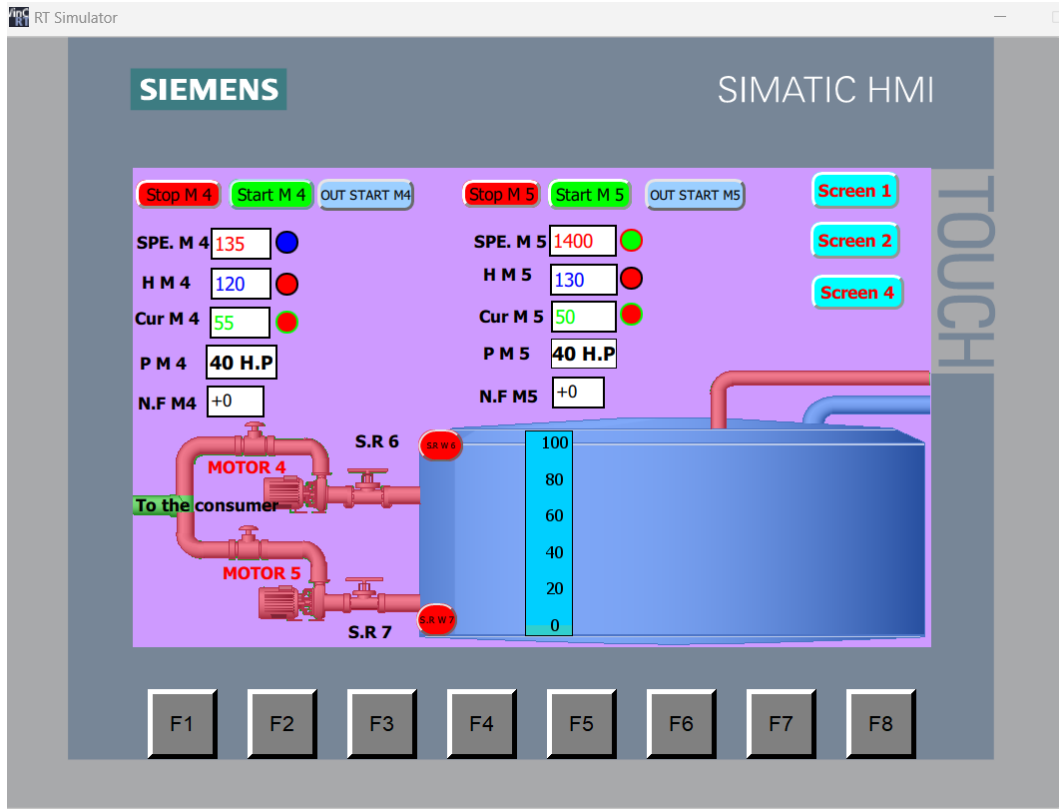 WinC RT
RT Simulator
SIEMENS
SIMATIC HMI
TOUCH
Stop M 4
Start M 4
OUT START M4
Stop M 5
Start M 5
OUT START M5
Screen 1
Screen 2
Screen 4
SPE. M 4
135
H M 4
120
Cur M 4
55
P M 4
40 H.P
N.F M4
+0
SPE. M 5
1400
H M 5
130
Cur M 5
50
P M 5
40 H.P
N.F M5
+0
S.R 6
S.R W 6
MOTOR 4
To the consumer
MOTOR 5
S.R 7
S.R W 7
100
80
60
40
20
0
F1
F2
F3
F4
F5
F6
F7
F8